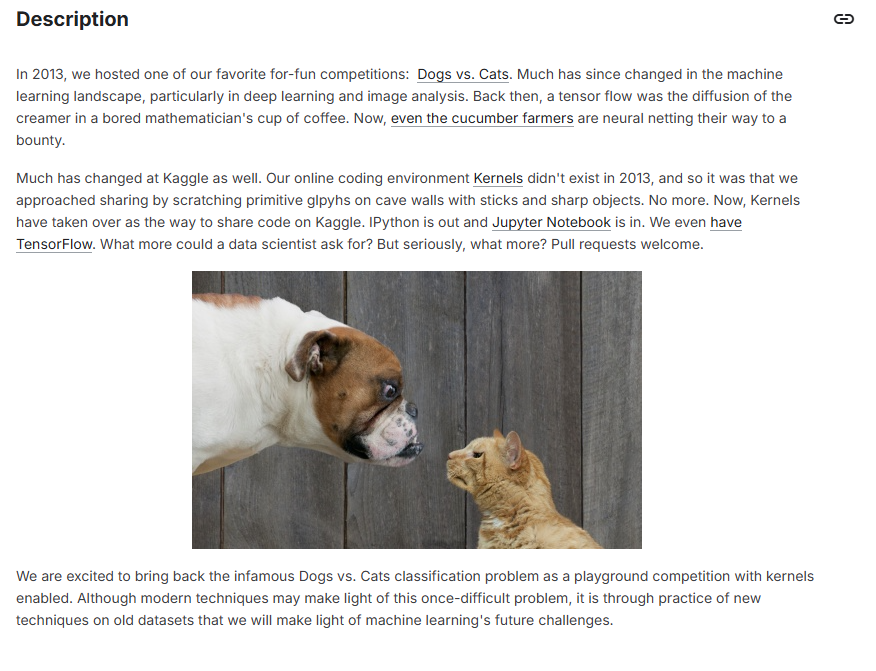 Description
In 2013, we hosted one of our favorite for-fun competitions:  Dogs vs. Cats. Much has since changed in the machine
learning landscape, particularly in deep learning and image analysis. Back then, a tensor flow was the diffusion of the
creamer in a bored mathematician's cup of coffee. Now, even the cucumber farmers are neural netting their way to a
bounty.
Much has changed at Kaggle as well. Our online coding environment Kernels didn't exist in 2013, and so it was that we
approached sharing by scratching primitive glpyhs on cave walls with sticks and sharp objects. No more. Now, Kernels
have taken over as the way to share code on Kaggle. IPython is out and Jupyter Notebook is in. We even have
TensorFlow. What more could a data scientist ask for? But seriously, what more? Pull requests welcome.
We are excited to bring back the infamous Dogs vs. Cats classification problem as a playground competition with kernels
enabled. Although modern techniques may make light of this once-difficult problem, it is through practice of new
techniques on old datasets that we will make light of machine learning's future challenges.